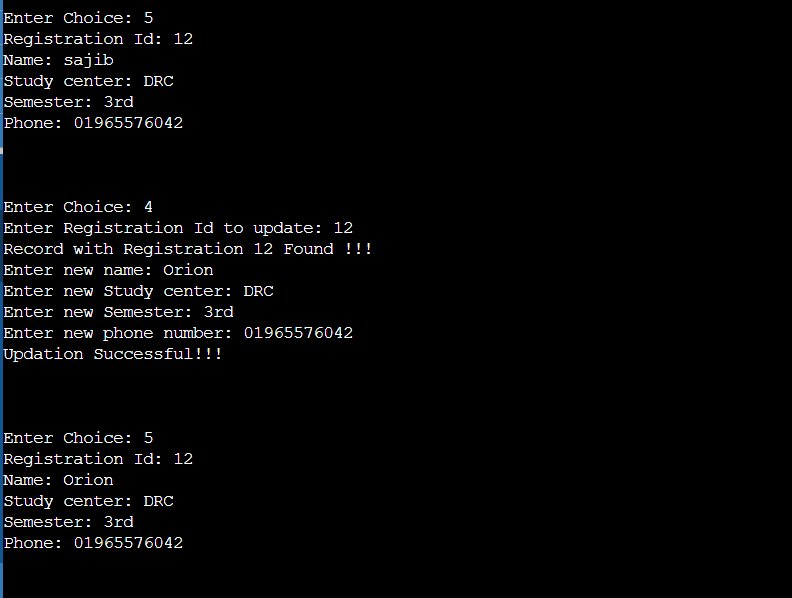 Enter Choice: 5
Registration Id: 12
Name: sajib
Study center: DRC
Semester: 3rd
Phone: 01965576042
Enter Choice: 4
Enter Registration Id to update: 12
Record with Registration 12 Found !!!
Enter new name: Orion
Enter new Study center: DRC
Enter new Semester: 3rd
Enter new phone number: 01965576042
Updation Successful!!!
Enter Choice: 5
Registration Id: 12
Name: Orion
Study center: DRC
Semester: 3rd
Phone: 01965576042